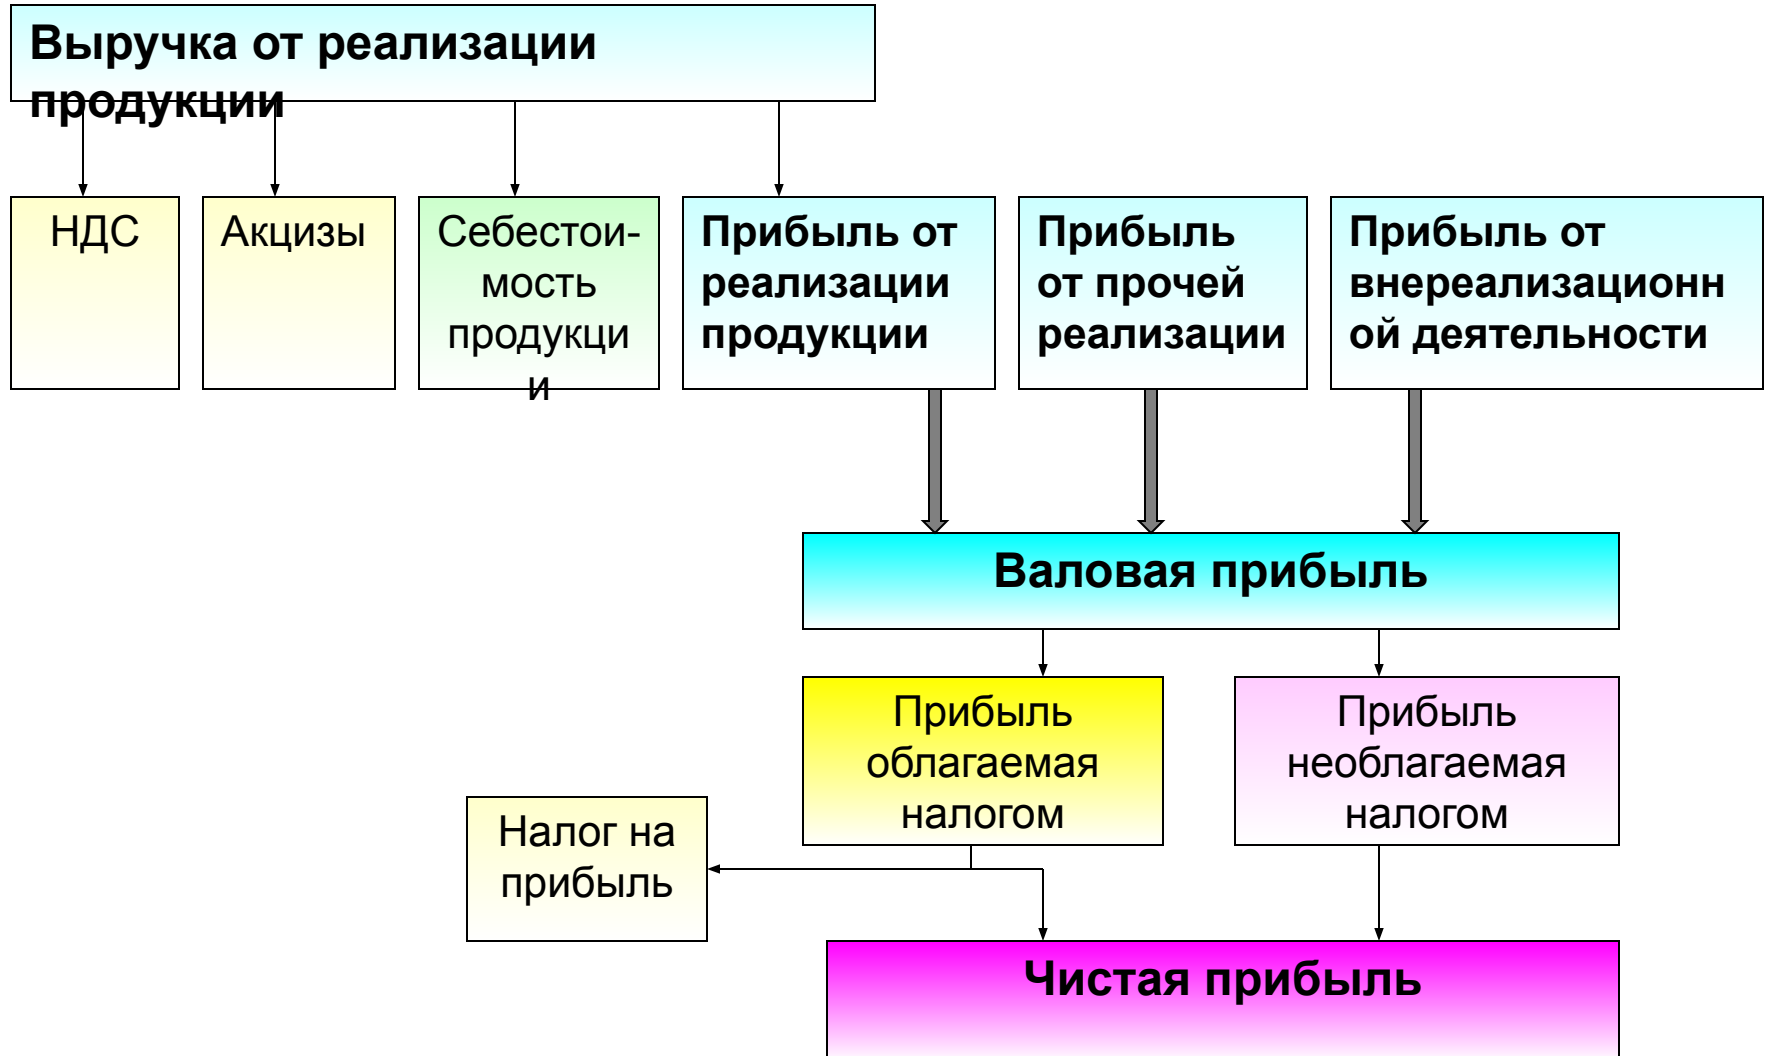 Выручка от реализации
продукции
НДС
Акцизы
Себестои-
мость
продукци
и
Прибыль от
реализации
продукции
Прибыль
от прочей
реализации
Прибыль от
внереализационн
ой деятельности
Валовая прибыль
Прибыль
облагаемая
налогом
Прибыль
необлагаемая
налогом
Налог на
прибыль
Чистая прибыль